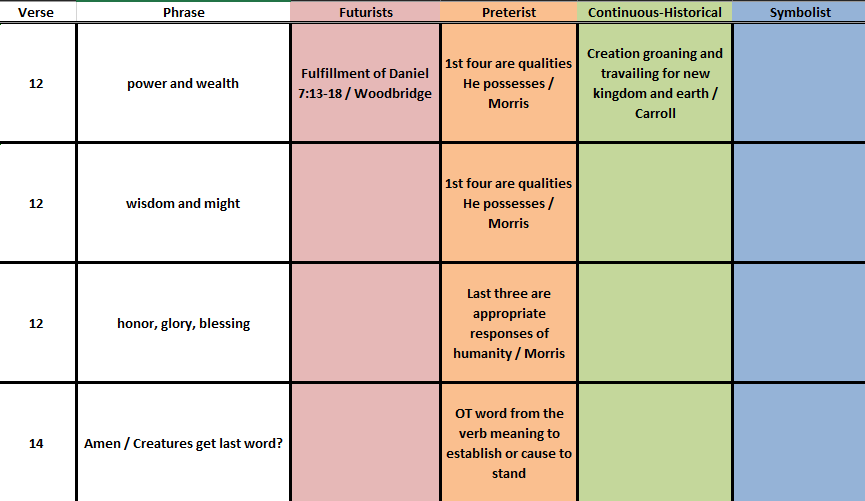 Verse Phrase Futurists Preterist Continuous-Historical Symbolist
12
power and wealth
Fulfillment of Daniel
7:13-18 / Woodbridge
1st four are qualities
He possesses /
Morris
Creation groaning and
travailing for new
kingdom and earth /
Carroll
12
wisdom and might
1st four are qualities
He possesses /
Morris
12
honor, glory, blessing
Last three are
appropriate
responses of
humanity / Morris
14
Amen / Creatures get last word?
OT word from the
verb meaning to
establish or cause to
stand